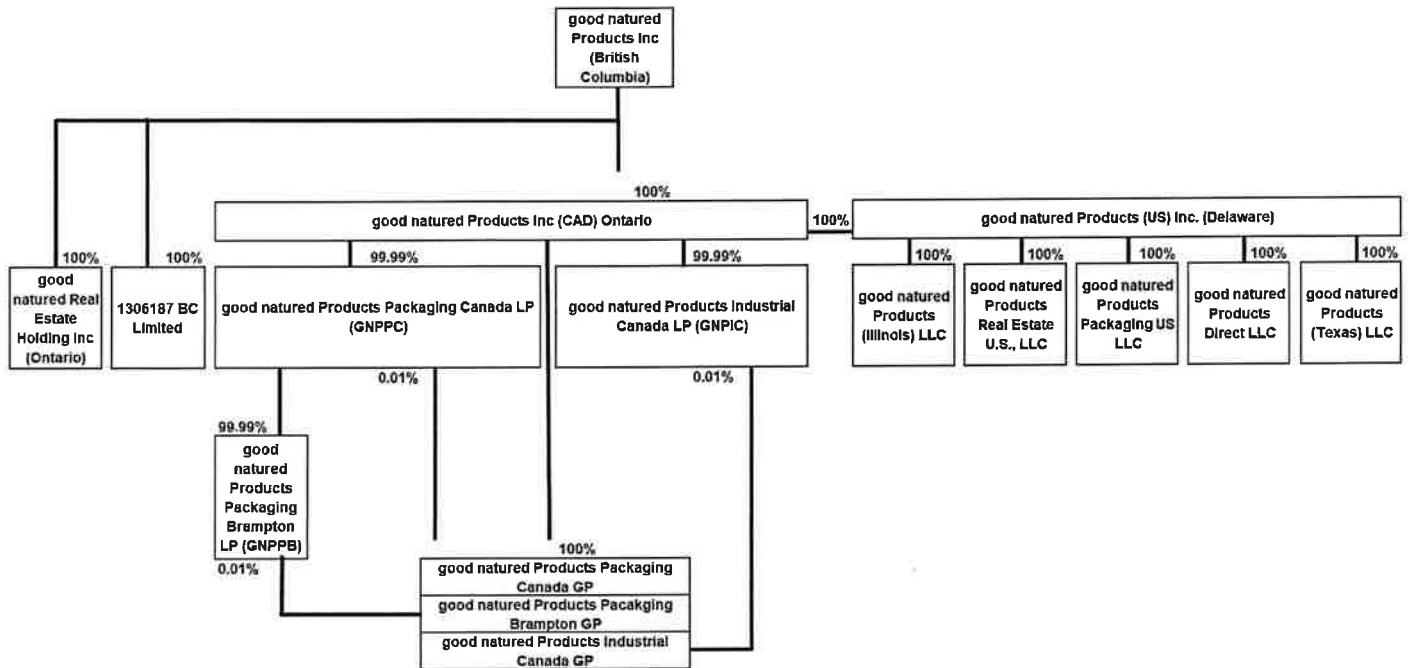 good natured
Products Inc
(British
Columbia)
100%
good natured Products Inc (CAD) Ontario
100%
good natured Products (US) Inc. (Delaware)
100%
good
natured Real
Estate
Holding Inc
(Ontario)
100%
1306187 BC
Limited
99.99%
good natured Products Packaging Canada LP
(GNPPC)
0.01%
99.99%
good natured Products Industrial
Canada LP (GNPIC)
0.01%
100%
good natured
Products
(Illinois) LLC
100%
good natured
Products
Real Estate
U.S., LLC
100%
good natured
Products
Packaging US
LLC
100%
good natured
Products
Direct LLC
100%
good natured
Products
(Texas) LLC
99.99%
good
natured
Products
Packaging
Brampton
LP (GNPPB)
0.01%
100%
good natured Products Packaging
Canada GP
good natured Products Pacakging
Brampton GP
good natured Products Industrial
Canada GP